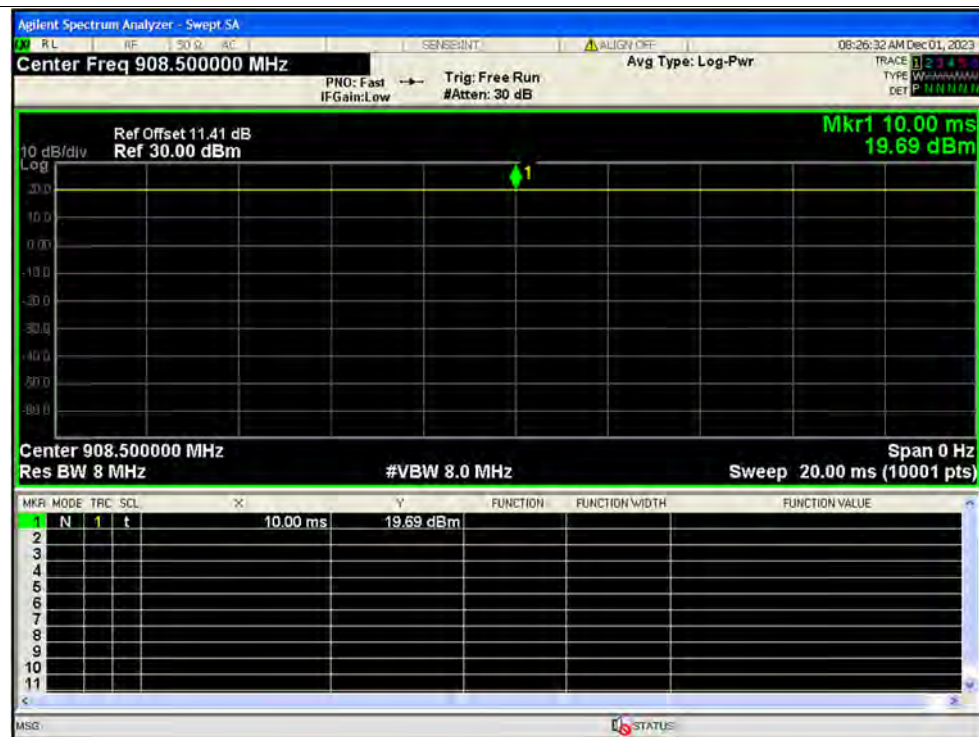 Agilent Spectrum Analyzer - Swept SA
RL RF 50 Ω AC SENSE:INT ALIGN OFF 08:26:32 AM Dec 01, 2023
Center Freq 908.500000 MHz Avg Type: Log-Pwr TRACE 1 2 3 4 5 6
PNO: Fast Trig: Free Run TYPE
IFGain:Low #Atten: 30 dB DET P N N N N N
Mkr1 10.00 ms
Ref Offset 11.41 dB
10 dB/div Ref 30.00 dBm 19.69 dBm
Log
1
20.0
10.0
0.00
-10.0
-20.0
-30.0
-40.0
-50.0
-60.0
Center 908.500000 MHz Span 0 Hz
Res BW 8 MHz #VBW 8.0 MHz Sweep 20.00 ms (10001 pts)
MKR MODE TRC SCL X Y FUNCTION FUNCTION WIDTH FUNCTION VALUE
1 N 1 t 10.00 ms 19.69 dBm
2
3
4
5
6
7
8
9
10
11
MSG STATUS